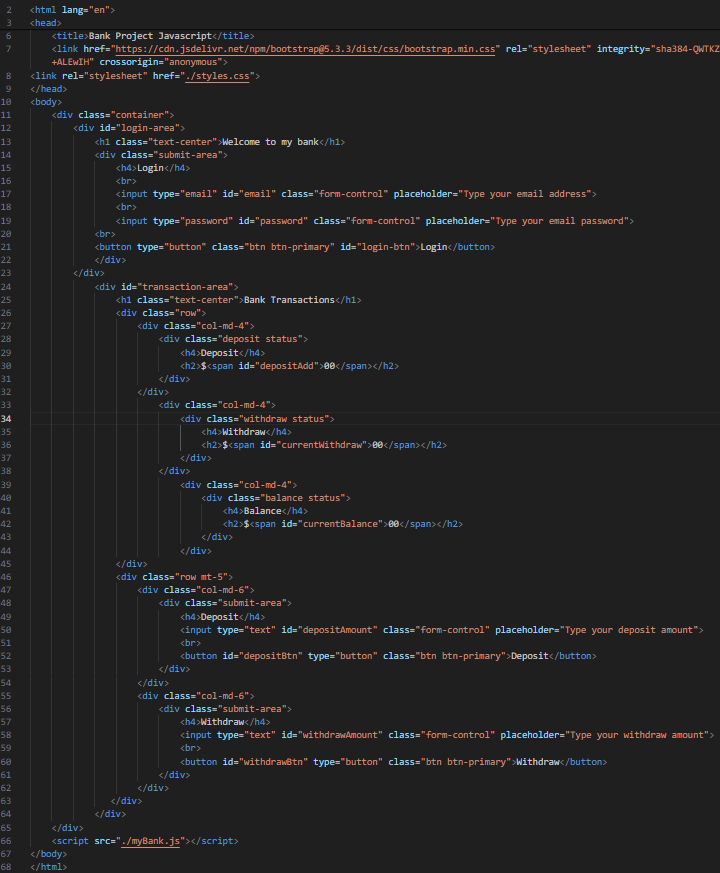 2 <html lang="en">
3 <head>
6 <title>Bank Project Javascript</title>
7 <link href="https://cdn.jsdelivr.net/npm/bootstrap@5.3.3/dist/css/bootstrap.min.css" rel="stylesheet" integrity="sha384-QWTKZ
+ALEwIH" crossorigin="anonymous">
8 <link rel="stylesheet" href="./styles.css">
9 </head>
10 <body>
11 <div class="container">
12 <div id="login-area">
13 <h1 class="text-center">Welcome to my bank</h1>
14 <div class="submit-area">
15 <h4>Login</h4>
16 <br>
17 <input type="email" id="email" class="form-control" placeholder="Type your email address">
18 <br>
19 <input type="password" id="password" class="form-control" placeholder="Type your email password">
20 <br>
21 <button type="button" class="btn btn-primary" id="login-btn">Login</button>
22 </div>
23 </div>
24 <div id="transaction-area">
25 <h1 class="text-center">Bank Transactions</h1>
26 <div class="row">
27 <div class="col-md-4">
28 <div class="deposit status">
29 <h4>Deposit</h4>
30 <h2>$<span id="depositAdd">00</span></h2>
31 </div>
32 </div>
33 <div class="col-md-4">
34 <div class="withdraw status">
35 <h4>Withdraw</h4>
36 <h2>$<span id="currentWithdraw">00</span></h2>
37 </div>
38 </div>
39 <div class="col-md-4">
40 <div class="balance status">
41 <h4>Balance</h4>
42 <h2>$<span id="currentBalance">00</span></h2>
43 </div>
44 </div>
45 </div>
46 <div class="row mt-5">
47 <div class="col-md-6">
48 <div class="submit-area">
49 <h4>Deposit</h4>
50 <input type="text" id="depositAmount" class="form-control" placeholder="Type your deposit amount">
51 <br>
52 <button id="depositBtn" type="button" class="btn btn-primary">Deposit</button>
53 </div>
54 </div>
55 <div class="col-md-6">
56 <div class="submit-area">
57 <h4>Withdraw</h4>
58 <input type="text" id="withdrawAmount" class="form-control" placeholder="Type your withdraw amount">
59 <br>
60 <button id="withdrawBtn" type="button" class="btn btn-primary">Withdraw</button>
61 </div>
62 </div>
63 </div>
64 </div>
65 </div>
66 <script src="./myBank.js"></script>
67 </body>
68 </html>